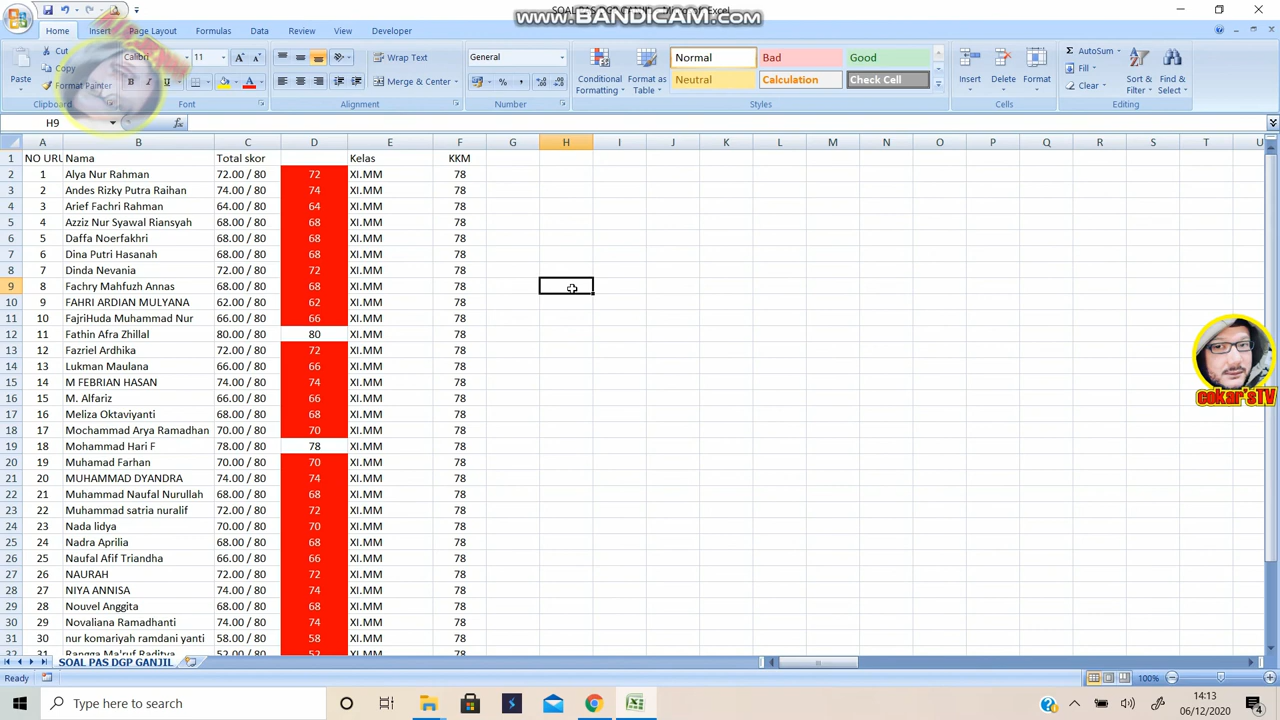 SOAL PAS DGP GANJIL - Microsoft Excel
www.BANDICAM.com
Home Insert Page Layout Formulas Data Review View Developer
Paste
Cut
Copy
Format Painter
Clipboard
Calibri 11
B I U
Font
Wrap Text
Merge & Center
Alignment
General
Number
Conditional Formatting
Format as Table
Normal Bad Good
Neutral Calculation Check Cell
Styles
Insert Delete Format
Cells
AutoSum
Fill
Clear
Sort & Filter
Find & Select
Editing
H9 fx
A B C D E F G H I J K L M N O P Q R S T U
1 NO URU Nama Total skor Kelas KKM
2 1 Alya Nur Rahman 72.00 / 80 72 XI.MM 78
3 2 Andes Rizky Putra Raihan 74.00 / 80 74 XI.MM 78
4 3 Arief Fachri Rahman 64.00 / 80 64 XI.MM 78
5 4 Azziz Nur Syawal Riansyah 68.00 / 80 68 XI.MM 78
6 5 Daffa Noerfakhri 68.00 / 80 68 XI.MM 78
7 6 Dina Putri Hasanah 68.00 / 80 68 XI.MM 78
8 7 Dinda Nevania 72.00 / 80 72 XI.MM 78
9 8 Fachry Mahfuzh Annas 68.00 / 80 68 XI.MM 78
10 9 FAHRI ARDIAN MULYANA 62.00 / 80 62 XI.MM 78
11 10 FajriHuda Muhammad Nur 66.00 / 80 66 XI.MM 78
12 11 Fathin Afra Zhillal 80.00 / 80 80 XI.MM 78
13 12 Fazriel Ardhika 72.00 / 80 72 XI.MM 78
14 13 Lukman Maulana 66.00 / 80 66 XI.MM 78
15 14 M FEBRIAN HASAN 74.00 / 80 74 XI.MM 78
16 15 M. Alfariz 66.00 / 80 66 XI.MM 78
17 16 Meliza Oktaviyanti 68.00 / 80 68 XI.MM 78
18 17 Mochammad Arya Ramadhan 70.00 / 80 70 XI.MM 78
19 18 Mohammad Hari F 78.00 / 80 78 XI.MM 78
20 19 Muhamad Farhan 70.00 / 80 70 XI.MM 78
21 20 MUHAMMAD DYANDRA 74.00 / 80 74 XI.MM 78
22 21 Muhammad Naufal Nurullah 68.00 / 80 68 XI.MM 78
23 22 Muhammad satria nuralif 72.00 / 80 72 XI.MM 78
24 23 Nada lidya 70.00 / 80 70 XI.MM 78
25 24 Nadra Aprilia 68.00 / 80 68 XI.MM 78
26 25 Naufal Afif Triandha 66.00 / 80 66 XI.MM 78
27 26 NAURAH 72.00 / 80 72 XI.MM 78
28 27 NIYA ANNISA 74.00 / 80 74 XI.MM 78
29 28 Nouvel Anggita 68.00 / 80 68 XI.MM 78
30 29 Novaliana Ramadhanti 74.00 / 80 74 XI.MM 78
31 30 nur komariyah ramdani yanti 58.00 / 80 58 XI.MM 78
32 31 Rangga Ma'ruf Raditya 52.00 / 80 52 XI.MM 78
cokar'sTV
SOAL PAS DGP GANJIL
Ready 100%
Type here to search
14:13
06/12/2020
4